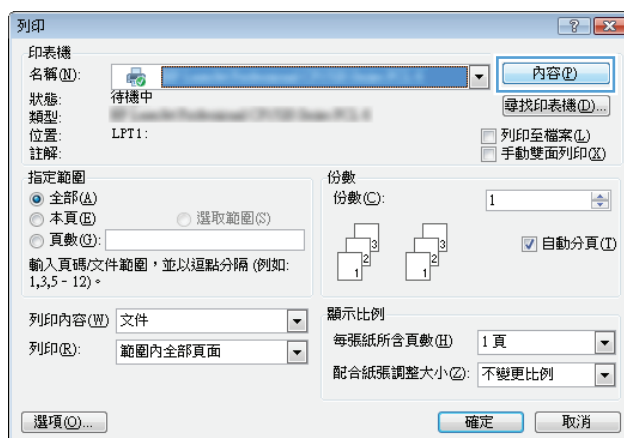 列印
印表機
名稱(N):
內容(P)
狀態: 待機中
尋找印表機(D)...
類型:
位置: LPT1:
列印至檔案(L)
註解:
手動雙面列印(X)
指定範圍
全部(A)
本頁(E) 選取範圍(S)
頁數(G):
輸入頁碼/文件範圍，並以逗點分隔 (例如:
1,3,5 - 12)。
份數
份數(C): 1
3 3
2 2
1 1
自動分頁(T)
列印內容(W) 文件
列印(R): 範圍內全部頁面
顯示比例
每張紙所含頁數(H) 1 頁
配合紙張調整大小(Z): 不變更比例
選項(O)... 確定 取消